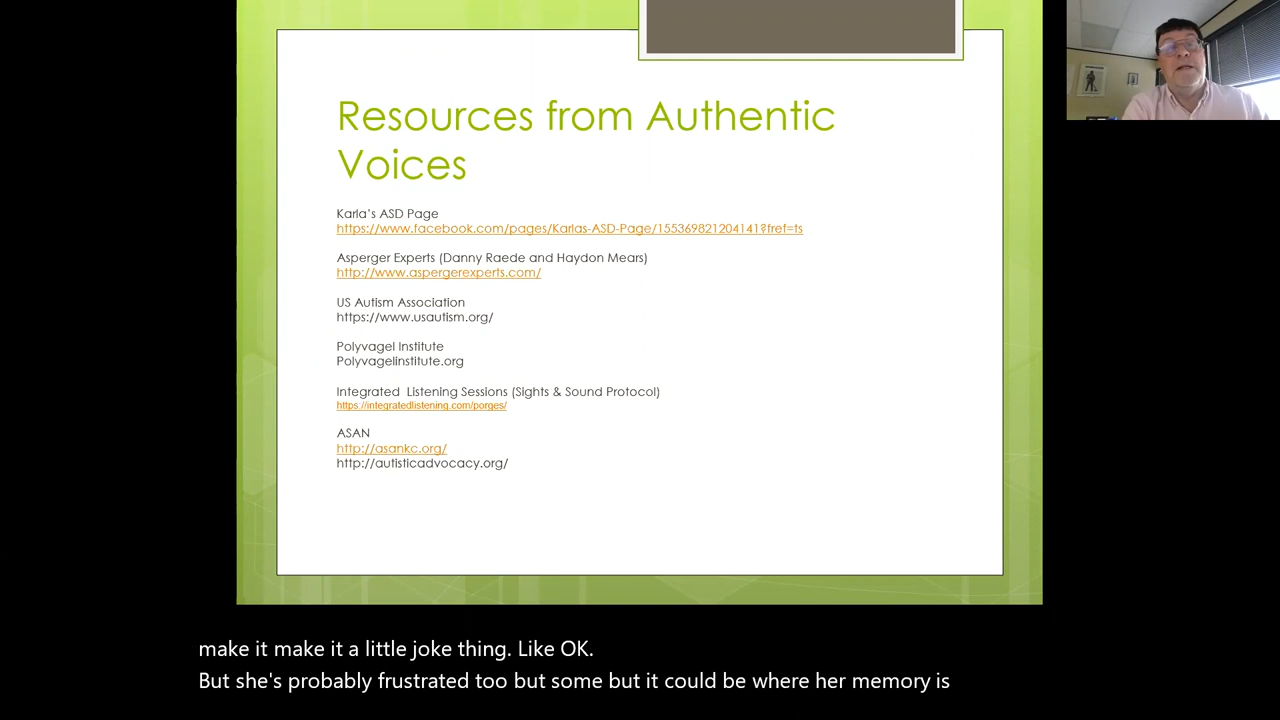 Resources from Authentic
Voices
Karla's ASD Page
https://www.facebook.com/pages/Karlas-ASD-Page/155369821204141?fref=ts
Asperger Experts (Danny Raede and Haydon Mears)
http://www.aspergerexperts.com/
US Autism Association
https://www.usautism.org/
Polyvagel Institute
Polyvagelinstitute.org
Integrated  Listening Sessions (Sights & Sound Protocol)
https://integratedlistening.com/porges/
ASAN
http://asankc.org/
http://autisticadvocacy.org/
make it make it a little joke thing. Like OK.
But she's probably frustrated too but some but it could be where her memory is